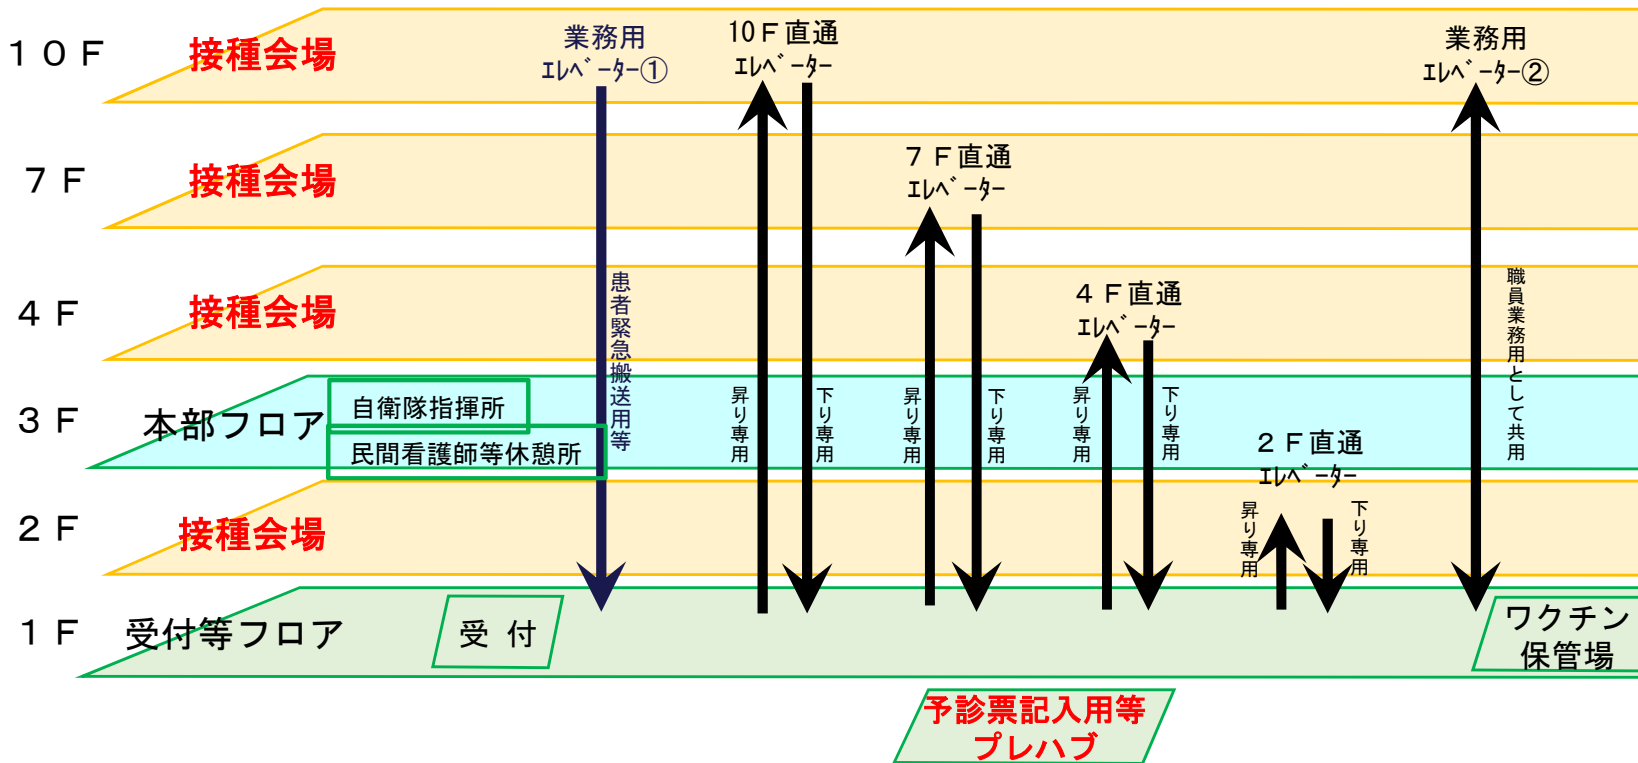 １０Ｆ
接種会場
業務用
ｴﾚﾍﾞｰﾀｰ①
10Ｆ直通
ｴﾚﾍﾞｰﾀｰ
業務用
ｴﾚﾍﾞｰﾀｰ②
７Ｆ
接種会場
７Ｆ直通
ｴﾚﾍﾞｰﾀｰ
４Ｆ
接種会場
患者緊急搬送用等
４Ｆ直通
ｴﾚﾍﾞｰﾀｰ
職員業務用として共用
３Ｆ
本部フロア
自衛隊指揮所
民間看護師等休憩所
昇り専用
下り専用
昇り専用
下り専用
昇り専用
下り専用
２Ｆ直通
ｴﾚﾍﾞｰﾀｰ
２Ｆ
接種会場
昇り専用
下り専用
１Ｆ
受付等フロア
受 付
ワクチン
保管場
予診票記入用等
プレハブ